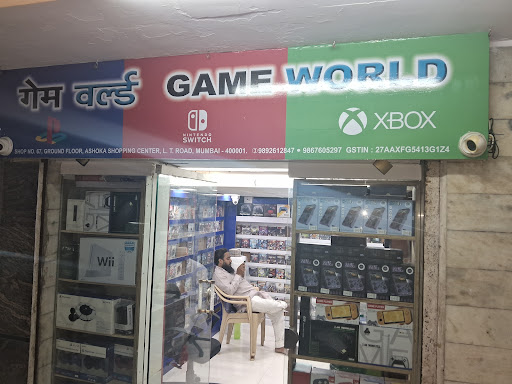 गेम वर्ल्ड GAME WORLD
NINTENDO
SWITCH
XBOX
SHOP NO. 67, GROUND FLOOR, ASHOKA SHOPPING CENTER, L. T. ROAD, MUMBAI - 400001. 9892612847 • 9867605297 GSTIN : 27AAXFG5413G1Z4
Wii